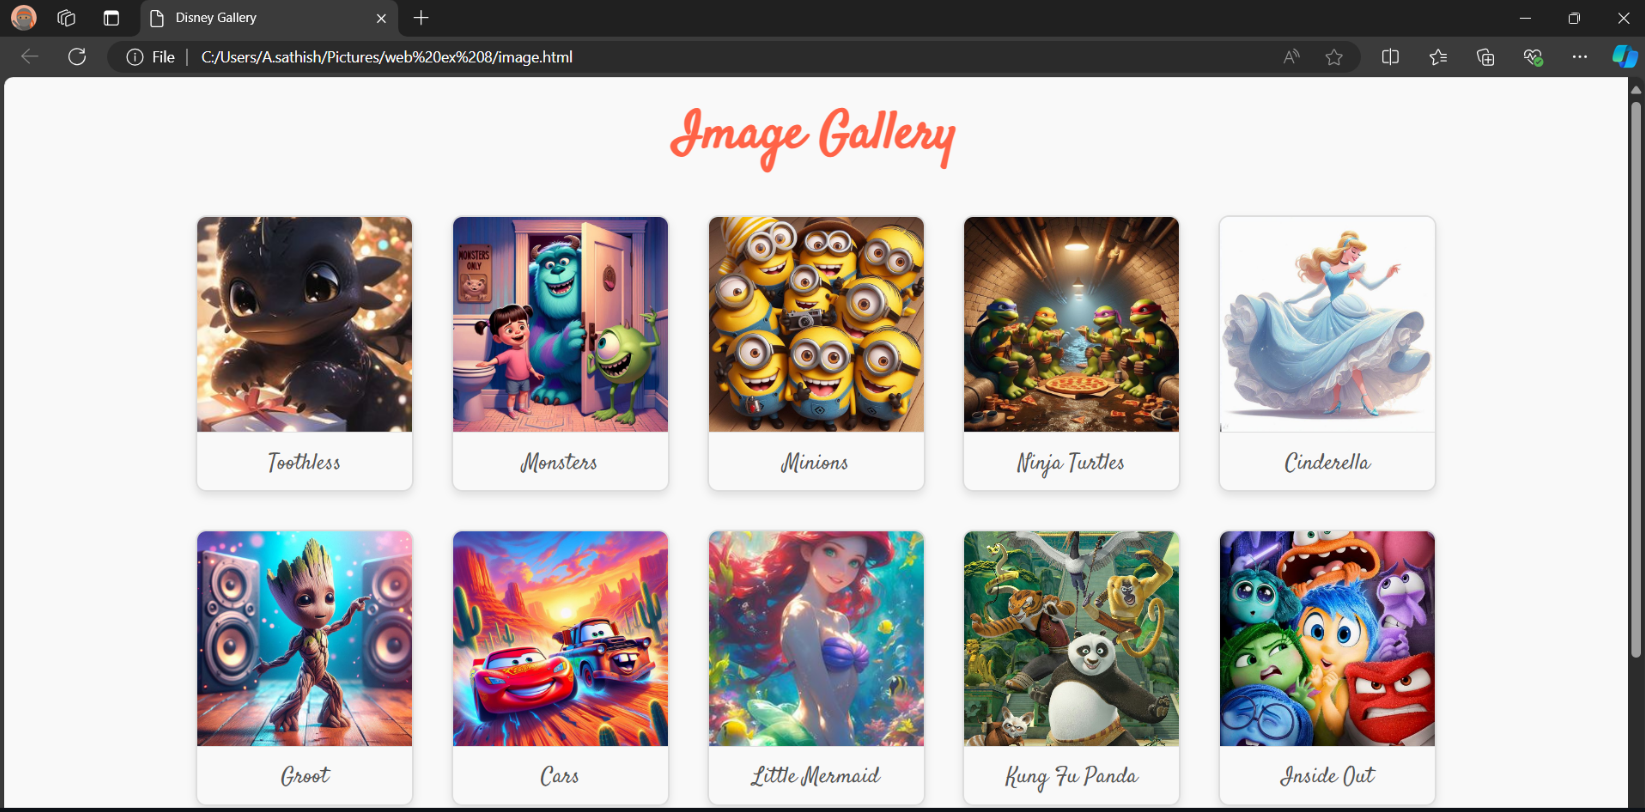 Disney Gallery
File C:/Users/A.sathish/Pictures/web%20ex%208/image.html
Image Gallery
MONSTERS
ONLY
Toothless Monsters Minions Ninja Turtles Cinderella
Groot Cars Little Mermaid Kung Fu Panda Inside Out